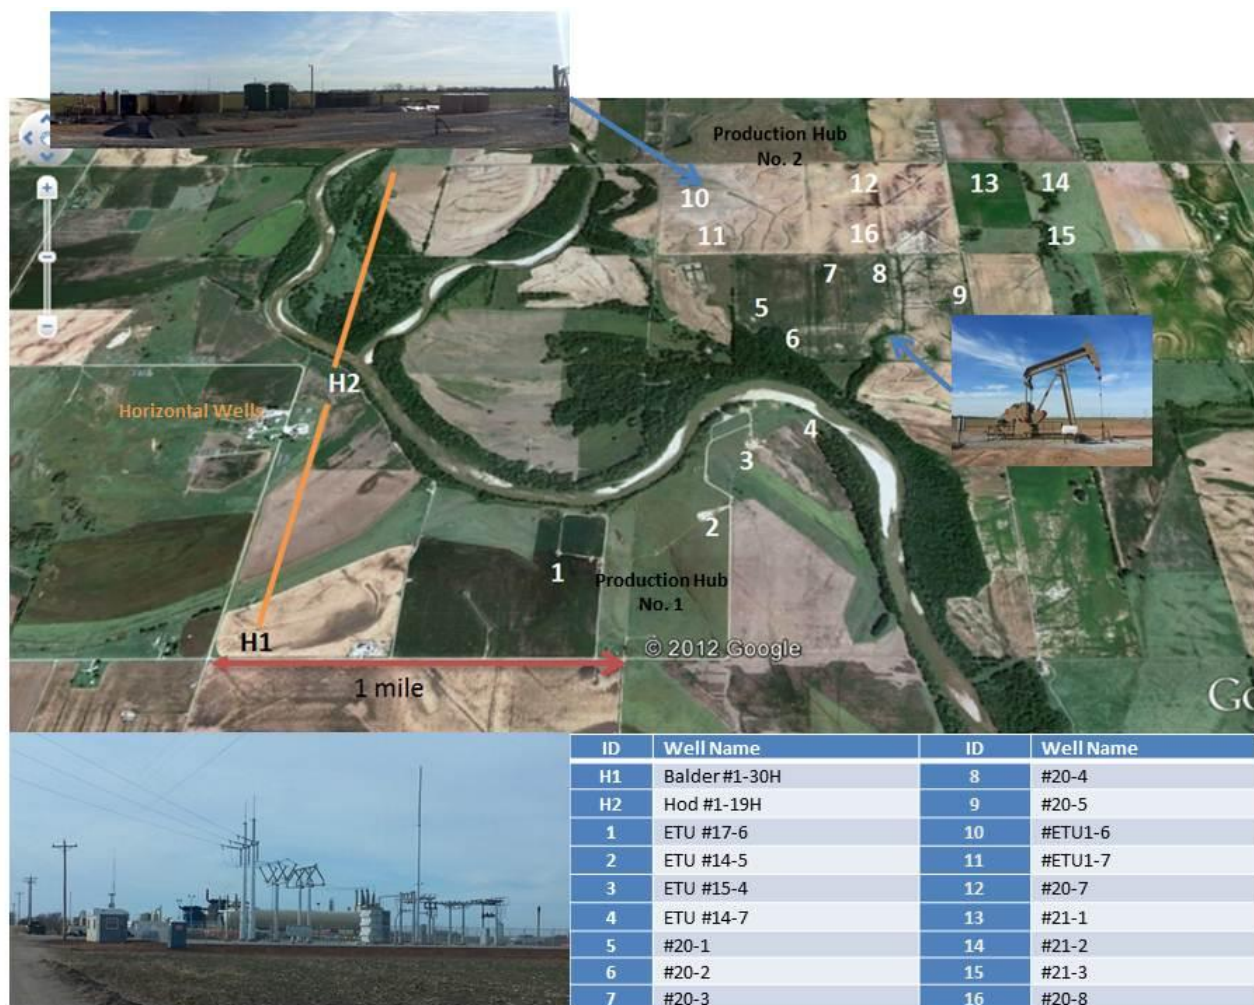 Production Hub
No. 2
10
12
13
14
11
16
15
7
8
9
5
6
H2
Horizontal Wells
4
3
2
1
Production Hub
No. 1
H1
© 2012 Google
1 mile
Go
ID Well Name ID Well Name
H1 Balder #1-30H 8 #20-4
H2 Hod #1-19H 9 #20-5
1 ETU #17-6 10 #ETU1-6
2 ETU #14-5 11 #ETU1-7
3 ETU #15-4 12 #20-7
4 ETU #14-7 13 #21-1
5 #20-1 14 #21-2
6 #20-2 15 #21-3
7 #20-3 16 #20-8